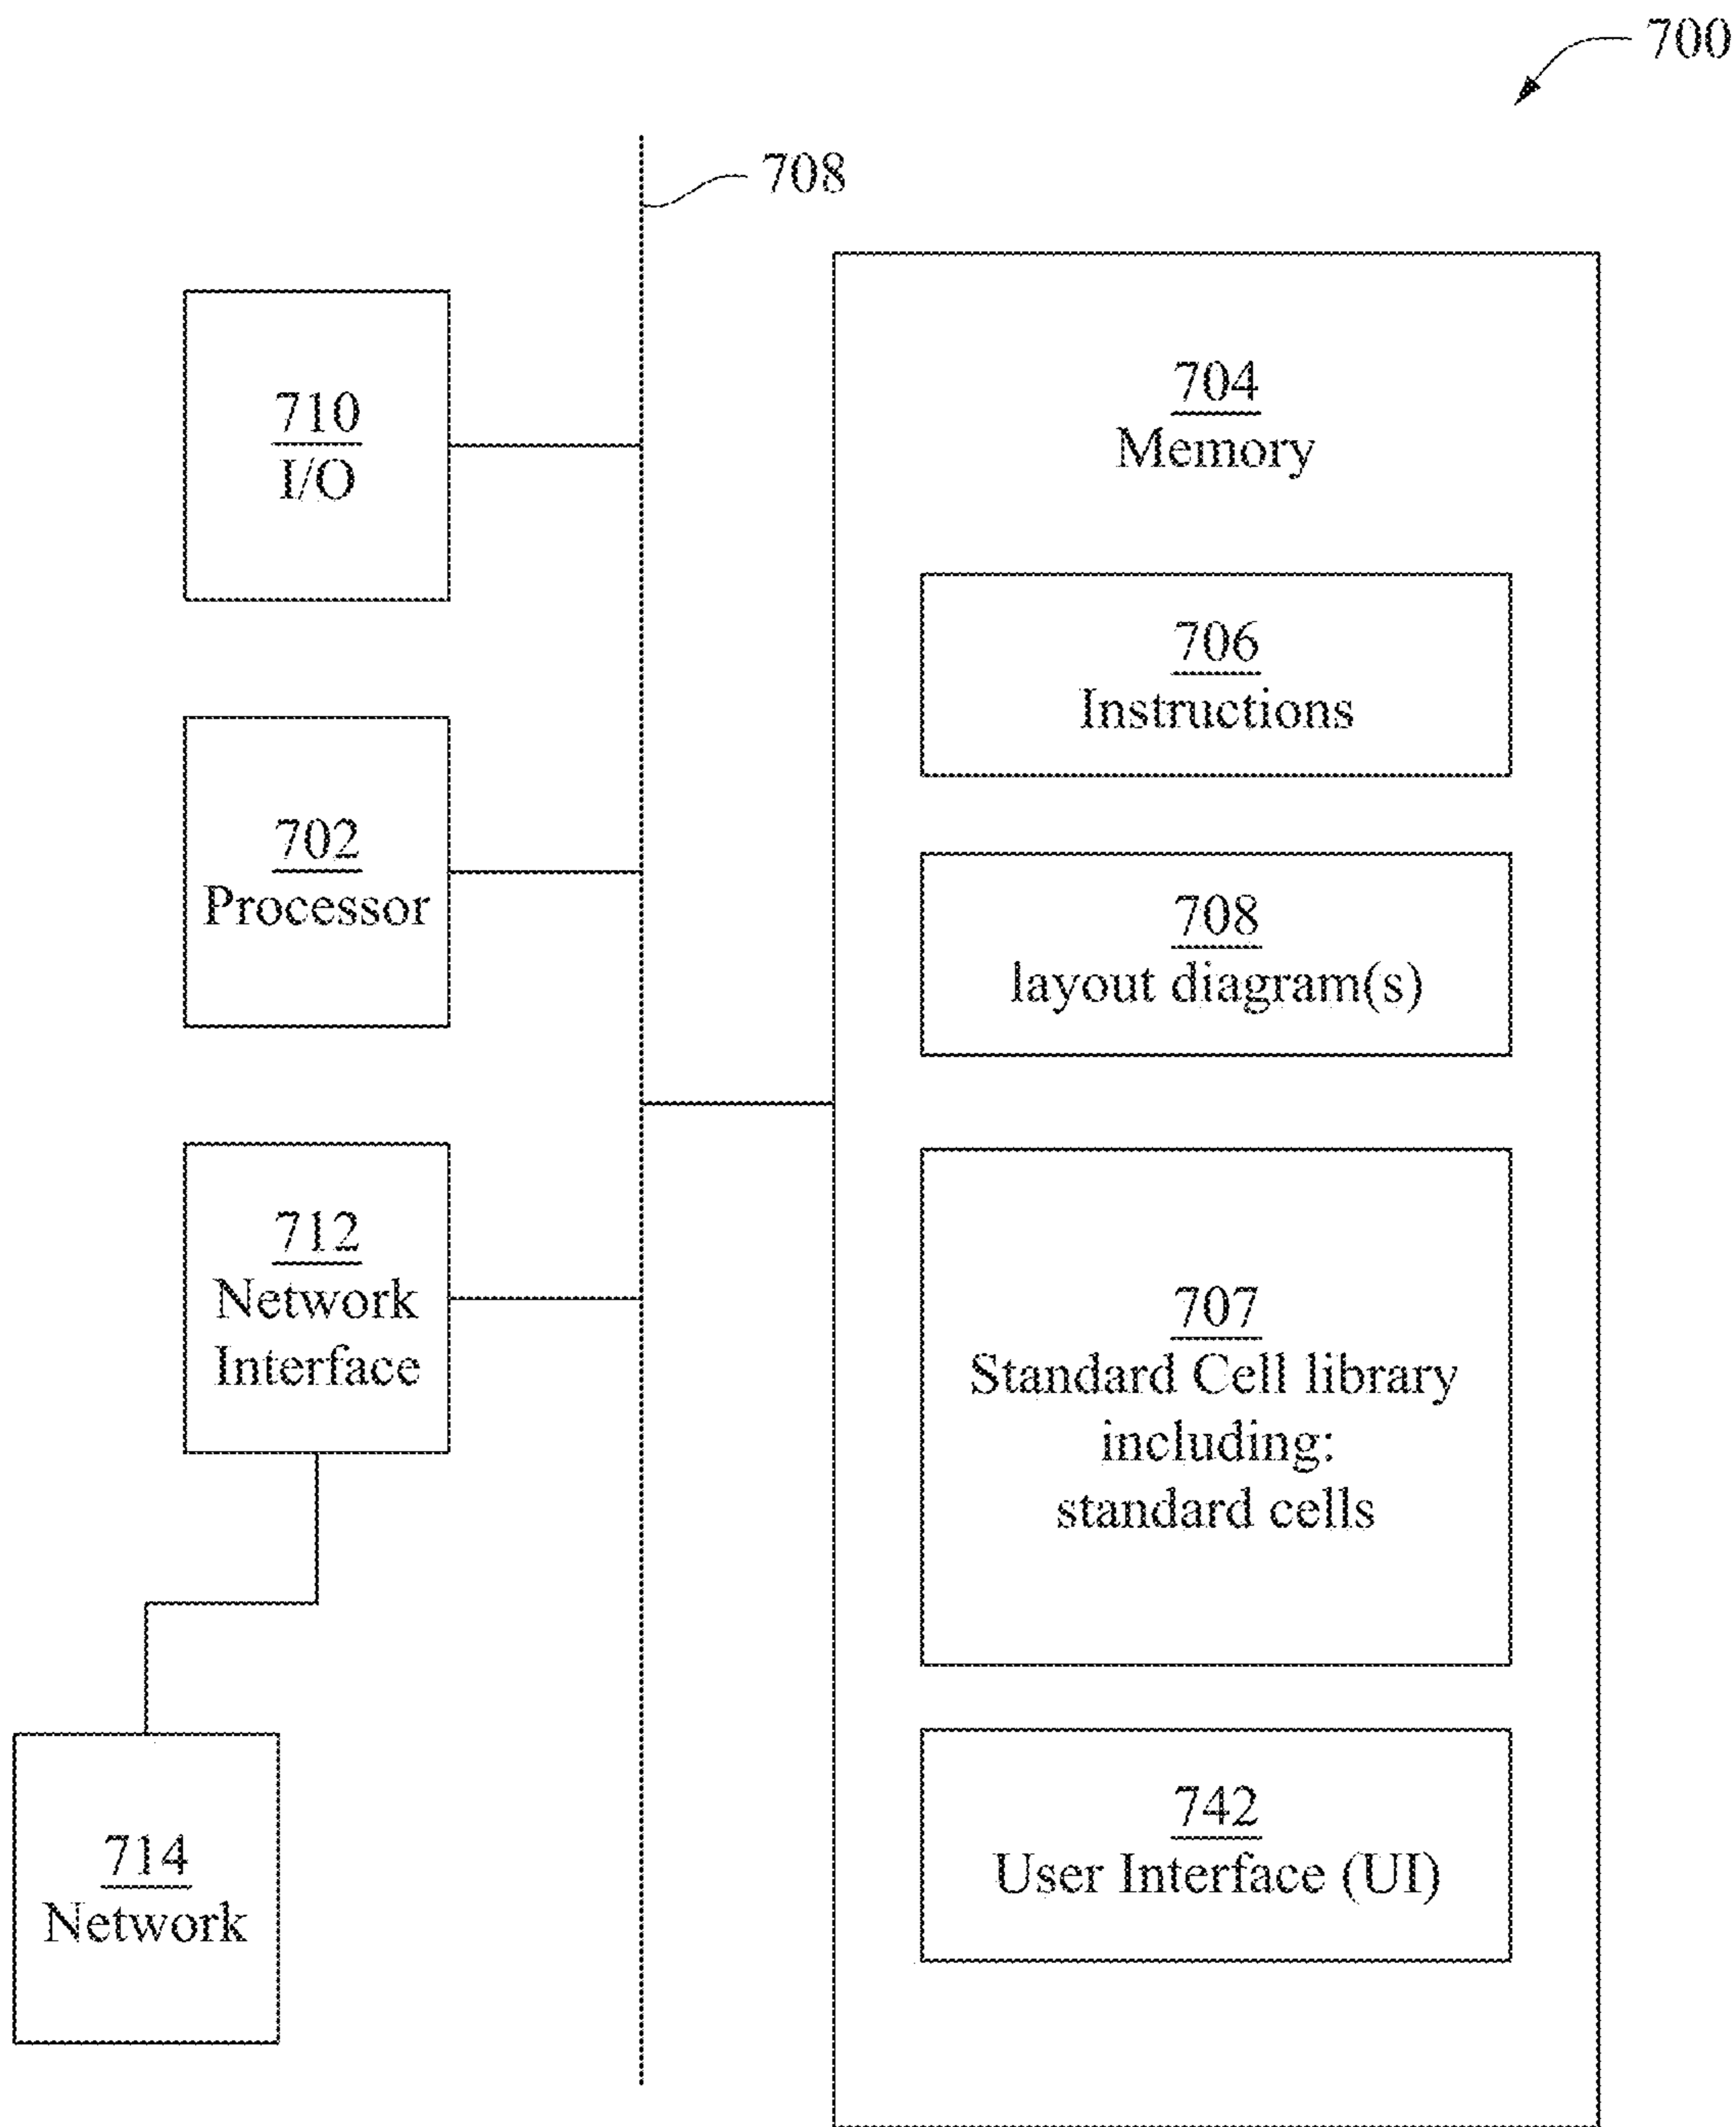 700
708
710
I/O
702
Processor
712
Network
Interface
714
Network
704
Memory
706
Instructions
708
layout diagram(s)
707
Standard Cell library
including:
standard cells
742
User Interface (UI)